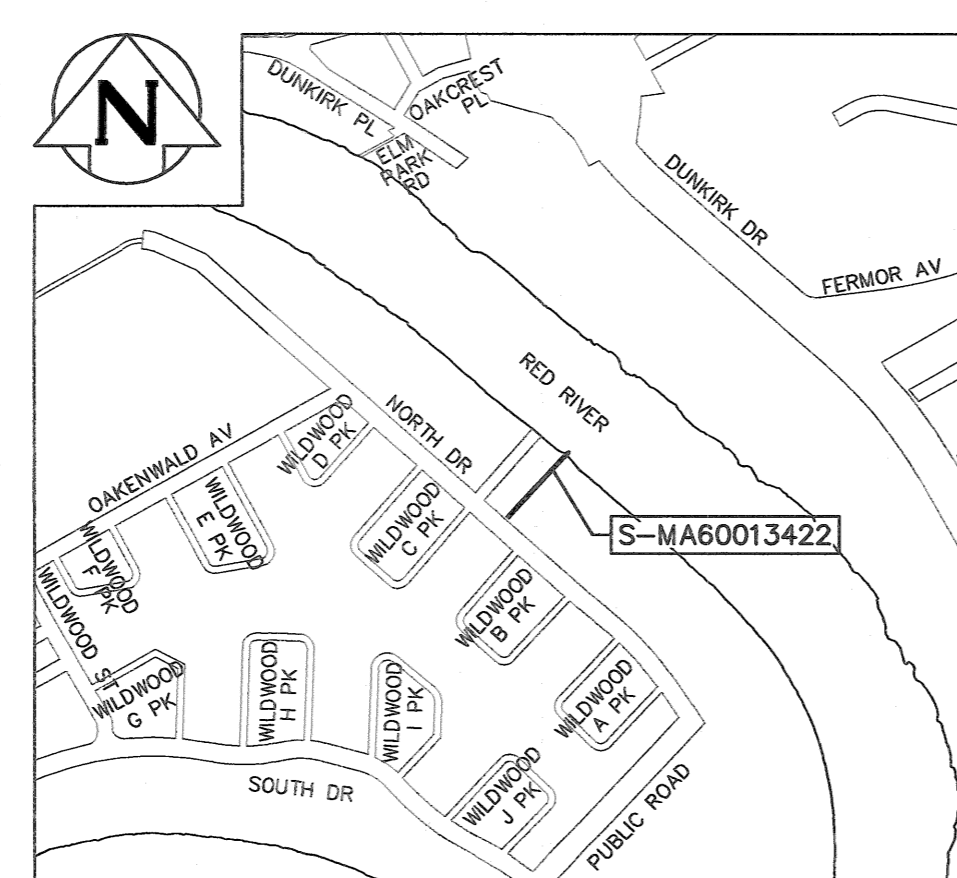 N
DUNKIRK PL
OAKCREST
PL
ELM
PARK
RD
DUNKIRK DR
FERMOR AV
RED RIVER
NORTH DR
OAKENWALD AV
WILDWOOD
D PK
WILDWOOD
E PK
WILDWOOD
C PK
WILDWOOD
F PK
S-MA60013422
WILDWOOD ST
WILDWOOD
B PK
WILDWOOD
G PK
WILDWOOD
H PK
WILDWOOD
I PK
WILDWOOD
A PK
SOUTH DR
WILDWOOD
J PK
PUBLIC ROAD